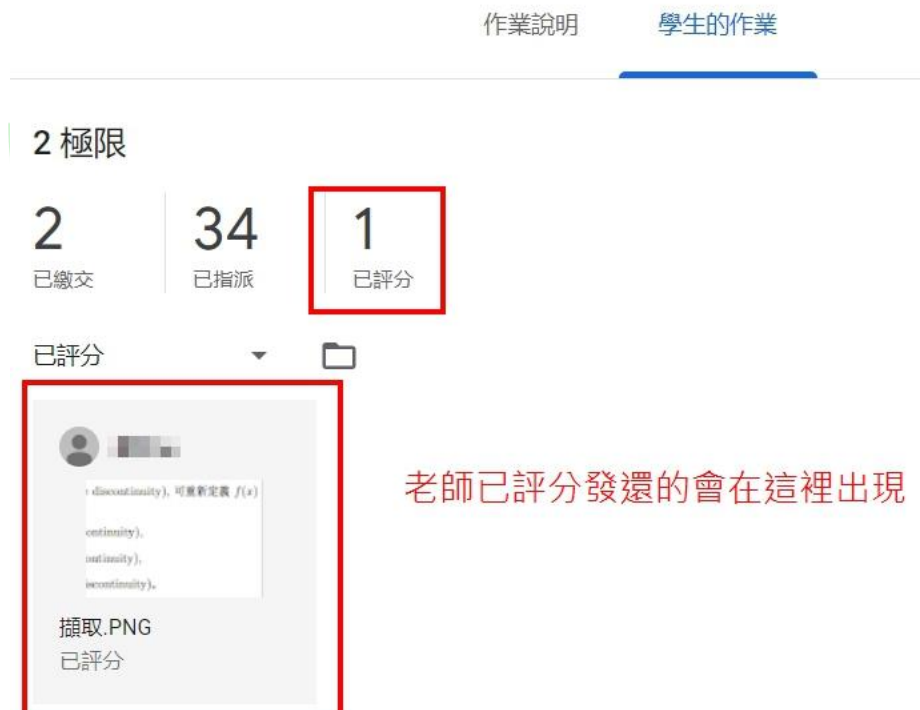 作業說明 學生的作業
2 極限
2 34 1
已繳交 已指派 已評分
已評分
discontinuity), 可重新定義 f(x)
ontinuity),
ontinuity),
iscontinuity)。
老師已評分發還的會在這裡出現
擷取.PNG
已評分